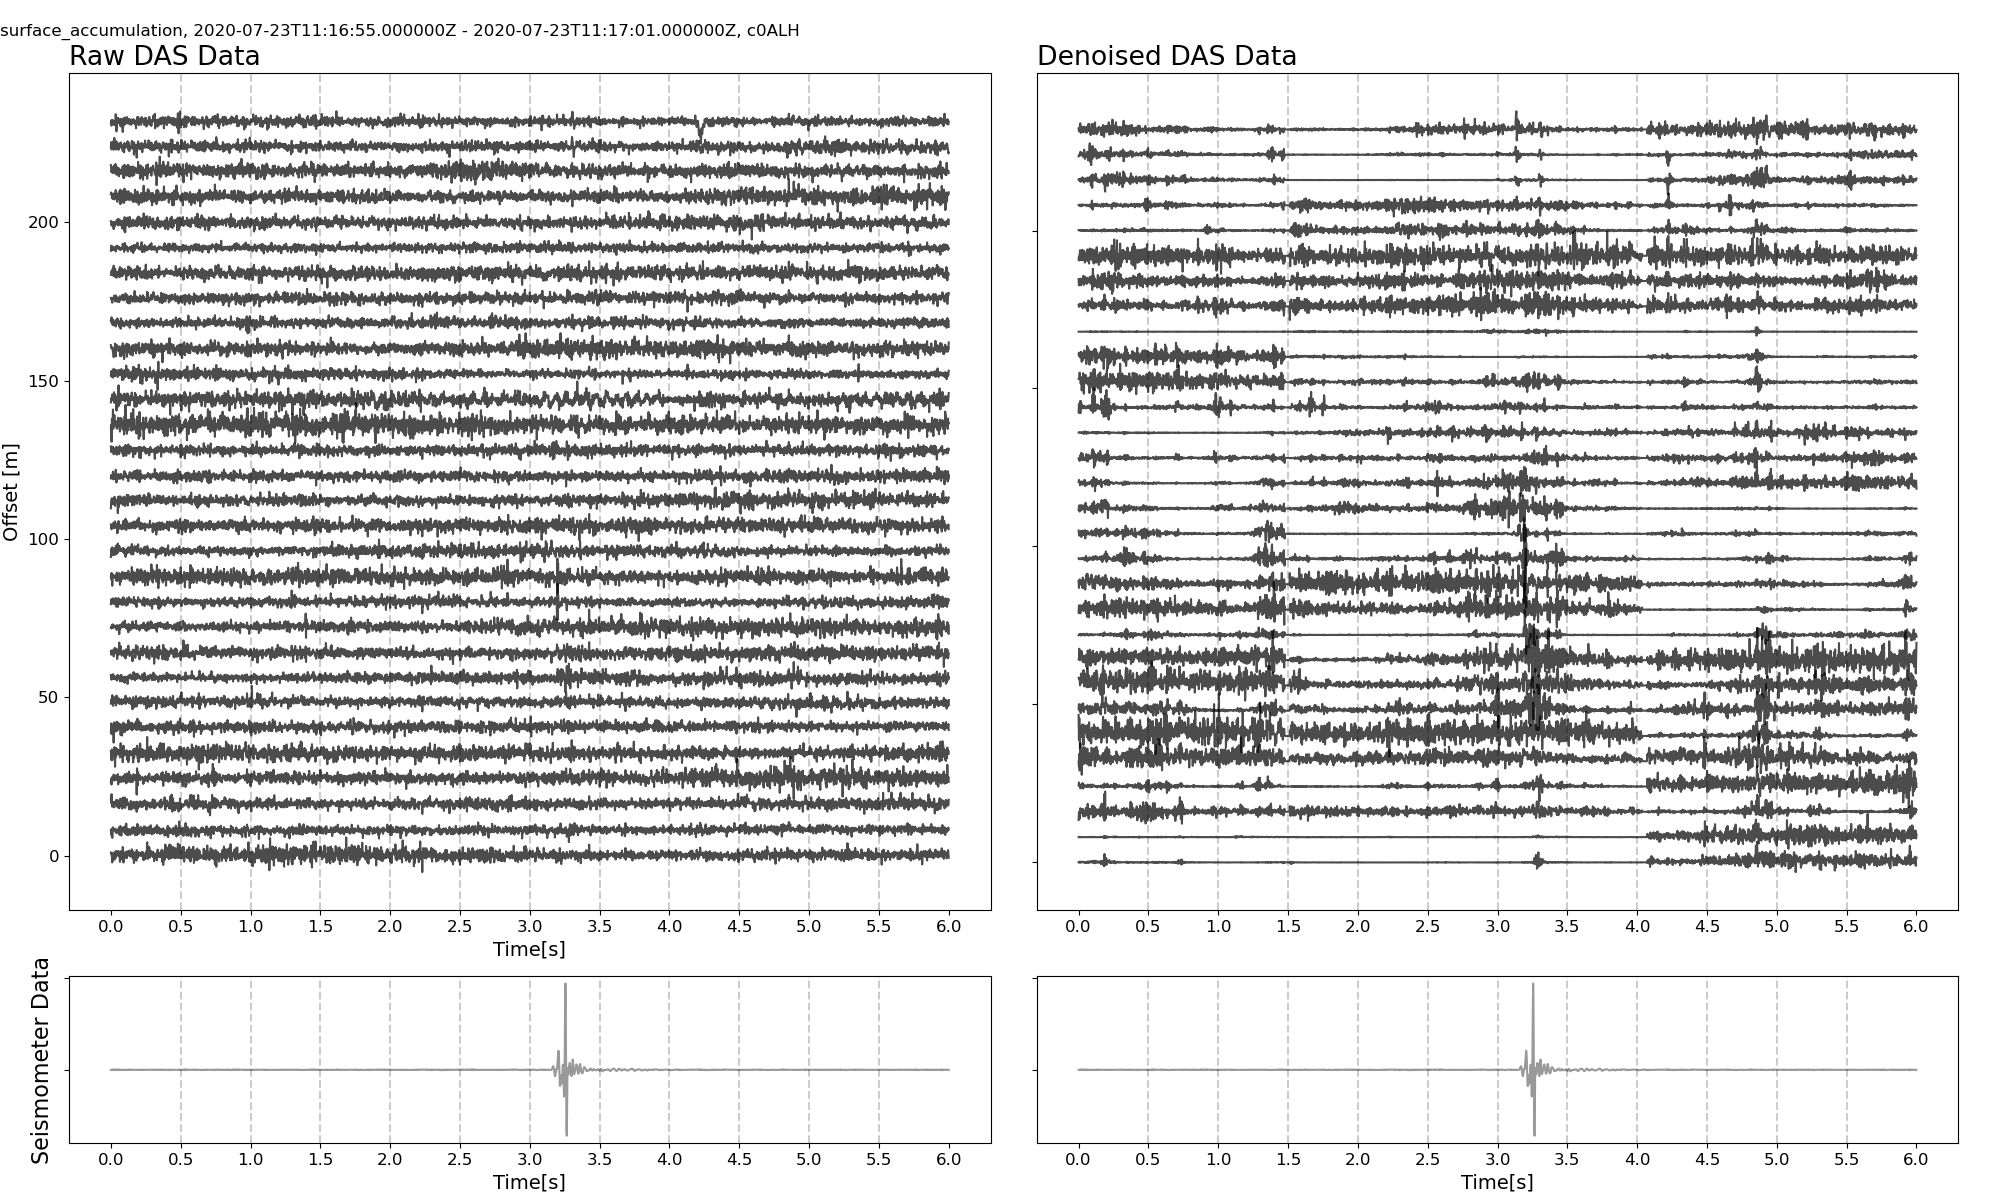 surface_accumulation, 2020-07-23T11:16:55.000000Z - 2020-07-23T11:17:01.000000Z, c0ALH
Raw DAS Data
Denoised DAS Data
Offset [m]
200
150
100
50
0
0.0 0.5 1.0 1.5 2.0 2.5 3.0 3.5 4.0 4.5 5.0 5.5 6.0
Time[s]
0.0 0.5 1.0 1.5 2.0 2.5 3.0 3.5 4.0 4.5 5.0 5.5 6.0
Seismometer Data
0.0 0.5 1.0 1.5 2.0 2.5 3.0 3.5 4.0 4.5 5.0 5.5 6.0
Time[s]
0.0 0.5 1.0 1.5 2.0 2.5 3.0 3.5 4.0 4.5 5.0 5.5 6.0
Time[s]